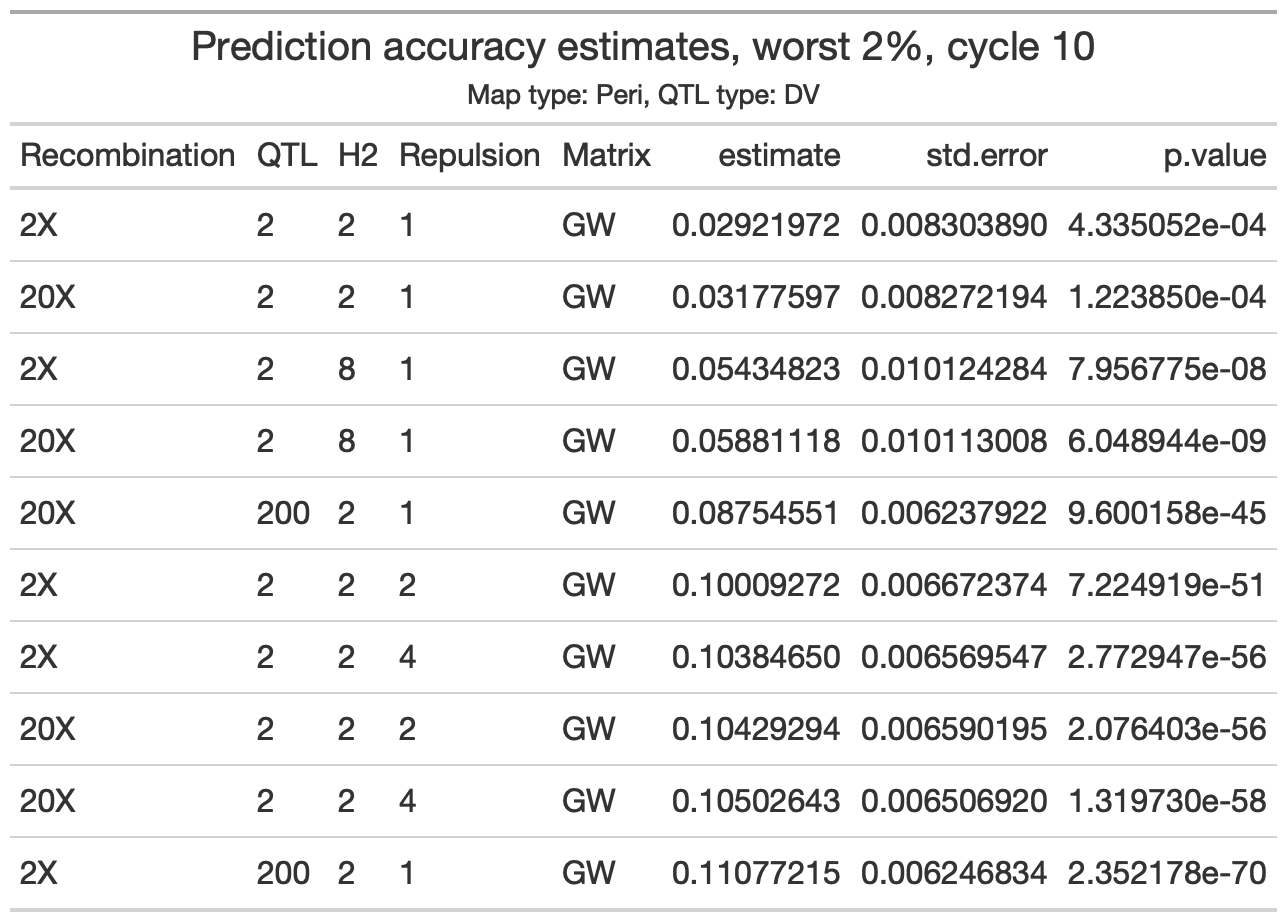 Prediction accuracy estimates, worst 2%, cycle 10
Map type: Peri, QTL type: DV
Recombination QTL H2 Repulsion Matrix estimate std.error p.value
2X 2 2 1 GW 0.02921972 0.008303890 4.335052e-04
20X 2 2 1 GW 0.03177597 0.008272194 1.223850e-04
2X 2 8 1 GW 0.05434823 0.010124284 7.956775e-08
20X 2 8 1 GW 0.05881118 0.010113008 6.048944e-09
20X 200 2 1 GW 0.08754551 0.006237922 9.600158e-45
2X 2 2 2 GW 0.10009272 0.006672374 7.224919e-51
2X 2 2 4 GW 0.10384650 0.006569547 2.772947e-56
20X 2 2 2 GW 0.10429294 0.006590195 2.076403e-56
20X 2 2 4 GW 0.10502643 0.006506920 1.319730e-58
2X 200 2 1 GW 0.11077215 0.006246834 2.352178e-70